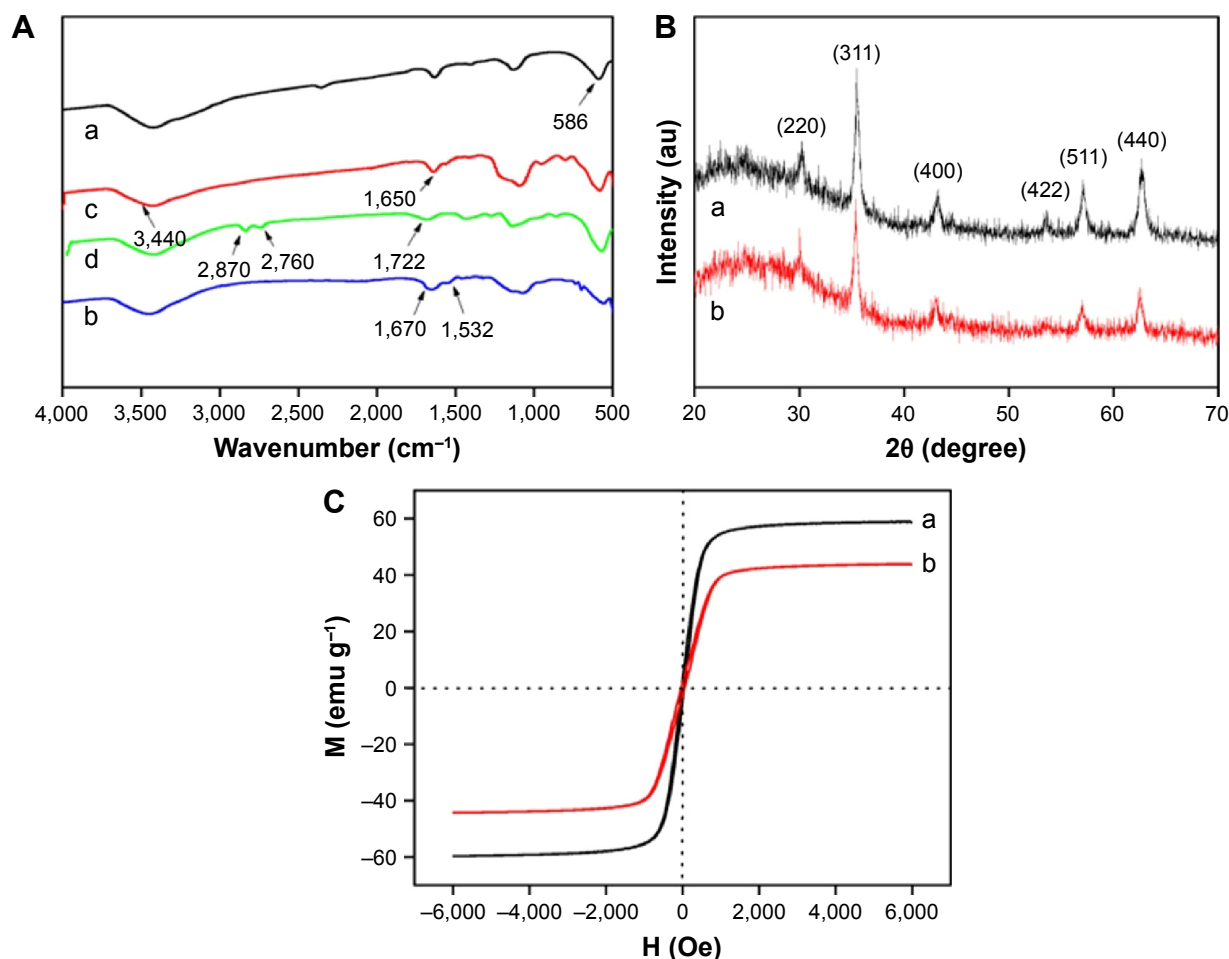 A
a
586
c
1,650
3,440
d
2,870
2,760
1,722
b
1,670
1,532
4,000 3,500 3,000 2,500 2,000 1,500 1,000 500
Wavenumber (cm⁻¹)
B
Intensity (au)
(311)
(220)
(440)
(511)
(400)
(422)
a
b
20 30 40 50 60 70
2θ (degree)
C
M (emu g⁻¹)
60
40
20
0
−20
−40
−60
a
b
−6,000 −4,000 −2,000 0 2,000 4,000 6,000
H (Oe)